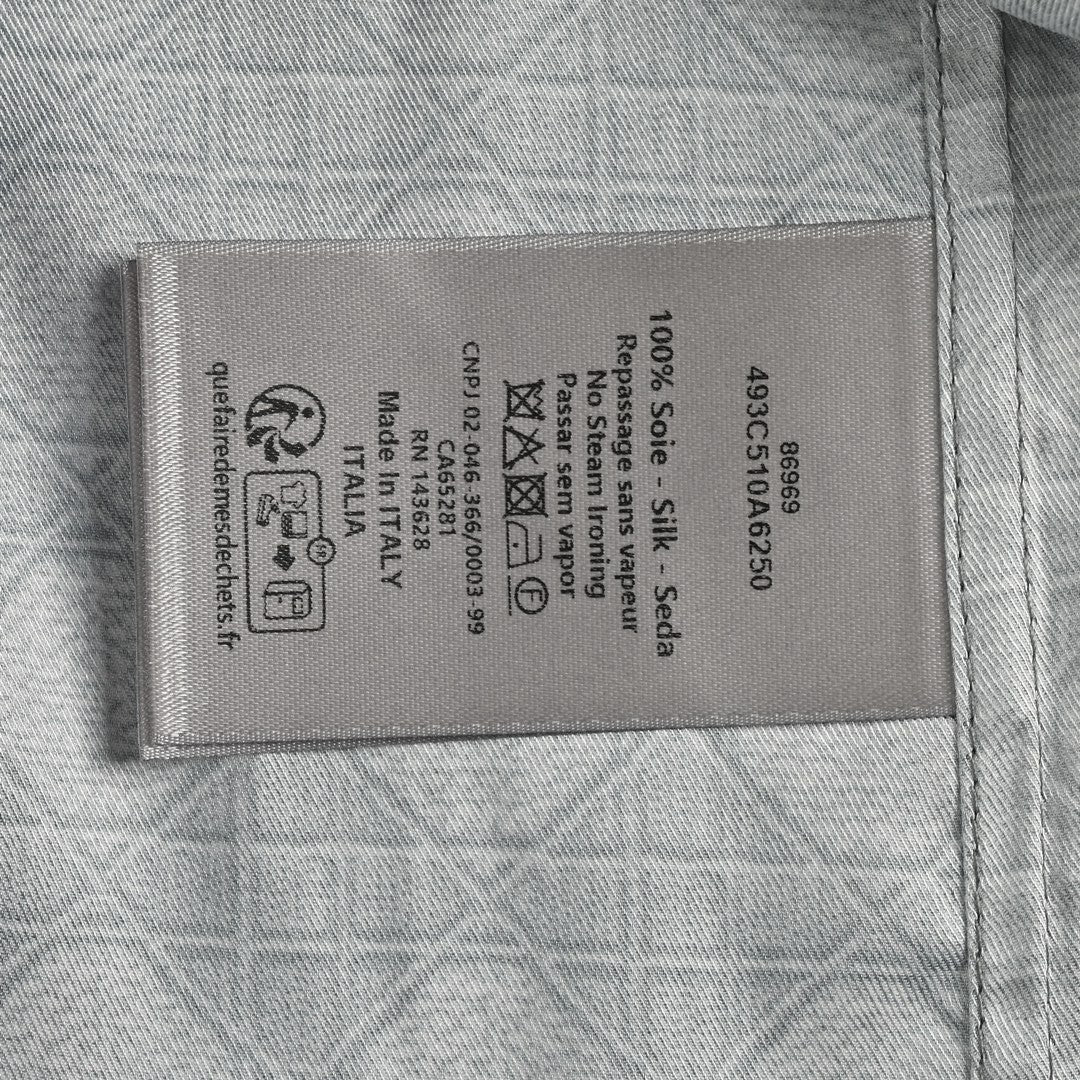 86969
493C510A6250
100% Soie - Silk - Seda
Repassage sans vapeur
No Steam Ironing
Passar sem vapor
F
CNPJ 02-046-366/0003-99
CA65281
RN 143628
Made In ITALY
ITALIA
quefairedemesdechets.fr